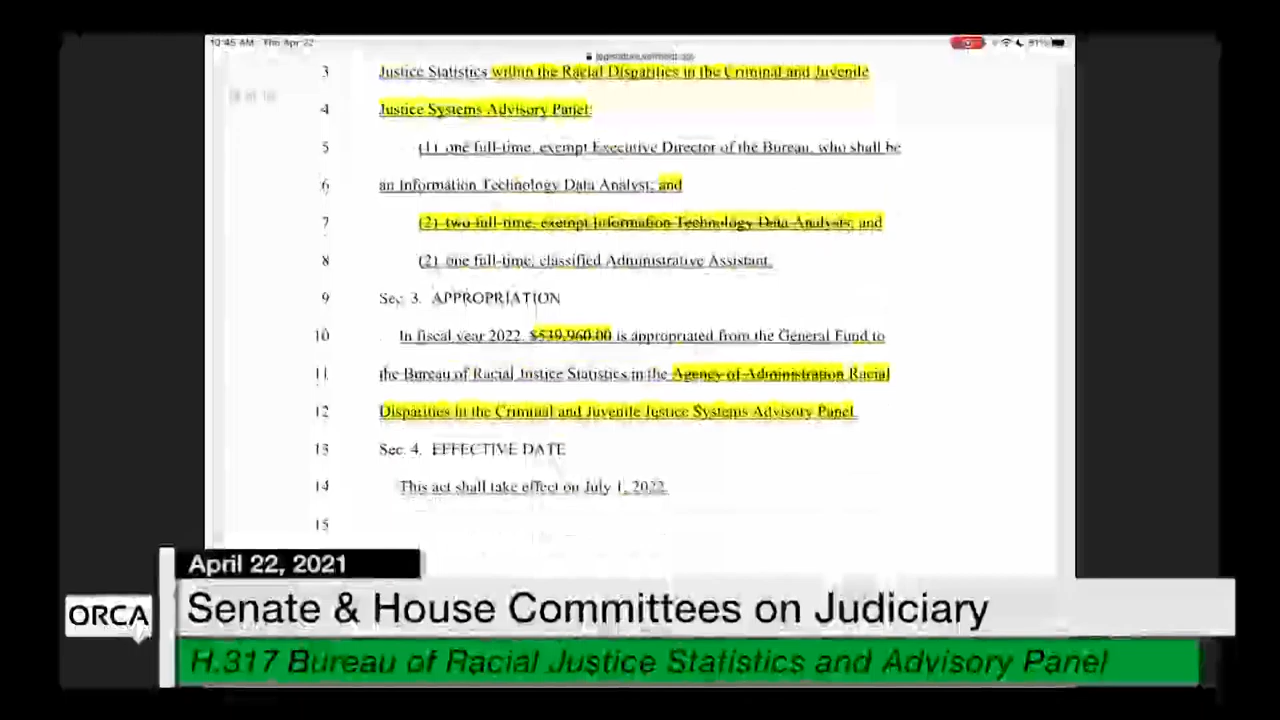 10:45 AM Thu Apr 22
91%
3 Justice Statistics within the Racial Disparities in the Criminal and Juvenile
4 Justice Systems Advisory Panel:
5 (1) one full-time, exempt Executive Director of the Bureau, who shall be
6 an Information Technology Data Analyst; and
7 (2) two full-time, exempt Information Technology Data Analysts; and
8 (2) one full-time, classified Administrative Assistant.
9 Sec. 3. APPROPRIATION
10 In fiscal year 2022, $539,960.00 is appropriated from the General Fund to
11 the Bureau of Racial Justice Statistics in the Agency of Administration Racial
12 Disparities in the Criminal and Juvenile Justice Systems Advisory Panel.
13 Sec. 4. EFFECTIVE DATE
14 This act shall take effect on July 1, 2022.
15
April 22, 2021
ORCA
Senate & House Committees on Judiciary
H.317 Bureau of Racial Justice Statistics and Advisory Panel